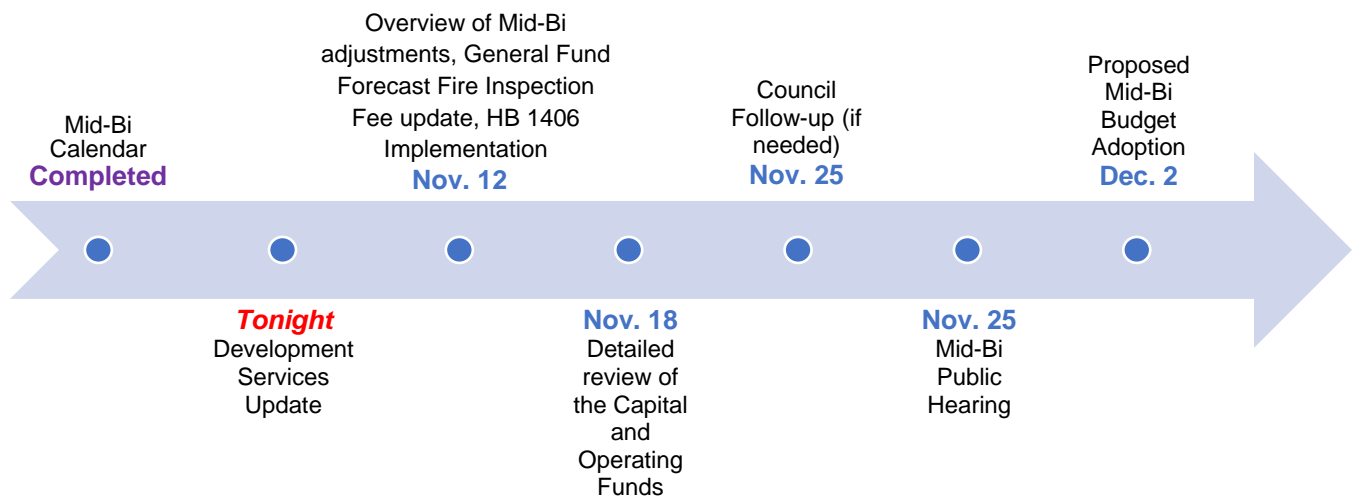 Mid-Bi
Calendar
Completed
Tonight
Development
Services
Update
Overview of Mid-Bi
adjustments, General Fund
Forecast Fire Inspection
Fee update, HB 1406
Implementation
Nov. 12
Nov. 18
Detailed
review of
the Capital
and
Operating
Funds
Council
Follow-up (if
needed)
Nov. 25
Nov. 25
Mid-Bi
Public
Hearing
Proposed
Mid-Bi
Budget
Adoption
Dec. 2